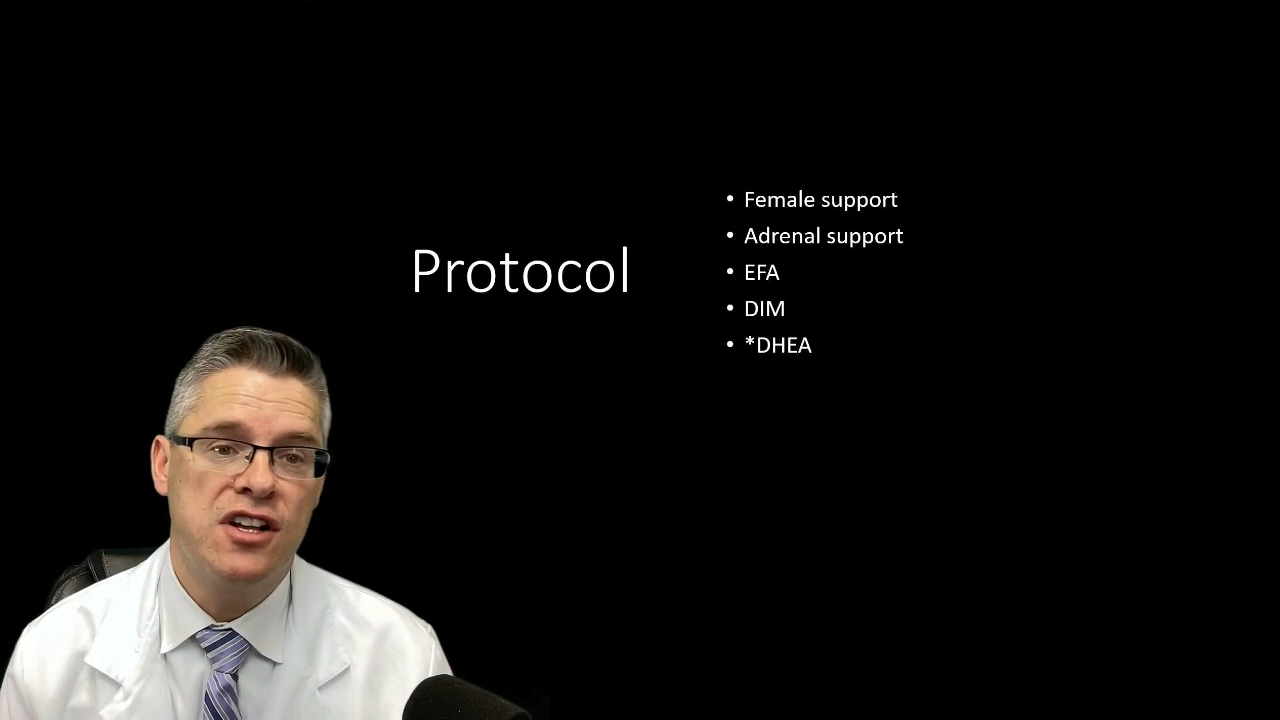 Protocol
• Female support
• Adrenal support
• EFA
• DIM
• *DHEA